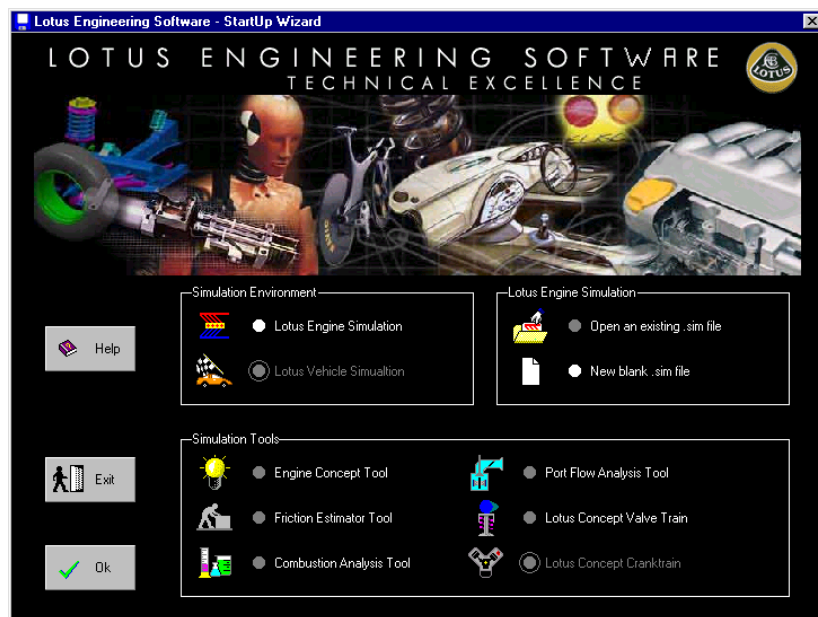 Lotus Engineering Software - StartUp Wizard
LOTUS ENGINEERING SOFTWARE
TECHNICAL EXCELLENCE
LOTUS
Simulation Environment
Lotus Engine Simulation
Lotus Vehicle Simualtion
Lotus Engine Simulation
Open an existing .sim file
New blank .sim file
Help
Exit
Ok
Simulation Tools
Engine Concept Tool
Friction Estimator Tool
Combustion Analysis Tool
Port Flow Analysis Tool
Lotus Concept Valve Train
Lotus Concept Cranktrain